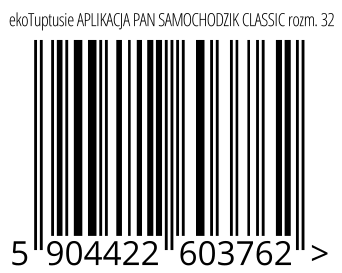 ekoTuptusie APLIKACJA PAN SAMOCHODZIK CLASSIC rozm. 32
5 904422 603762 >